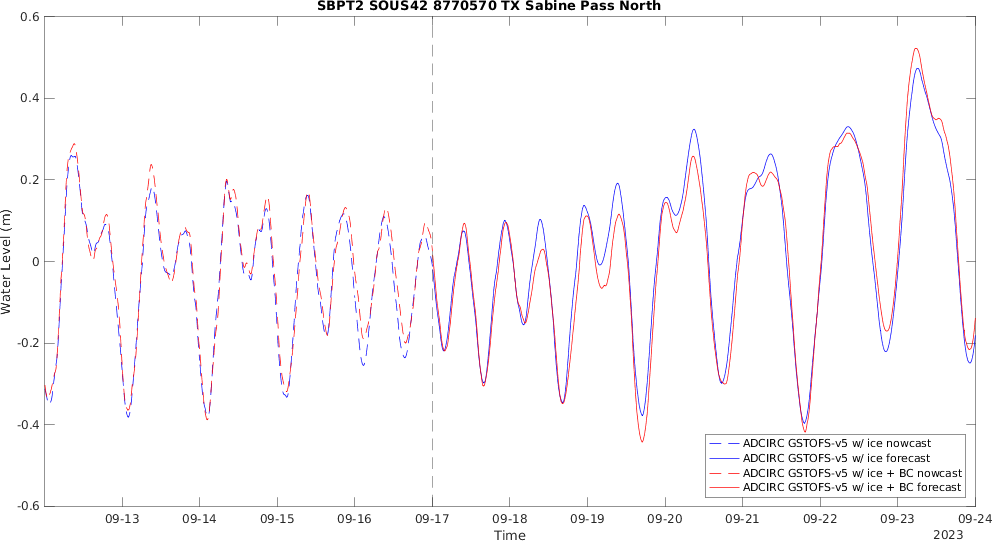 SBPT2 SOUS42 8770570 TX Sabine Pass North
Water Level (m)
0.6
0.4
0.2
0
-0.2
-0.4
-0.6
09-13 09-14 09-15 09-16 09-17 09-18 09-19 09-20 09-21 09-22 09-23 09-24
Time
2023
ADCIRC GSTOFS-v5 w/ ice nowcast
ADCIRC GSTOFS-v5 w/ ice forecast
ADCIRC GSTOFS-v5 w/ ice + BC nowcast
ADCIRC GSTOFS-v5 w/ ice + BC forecast